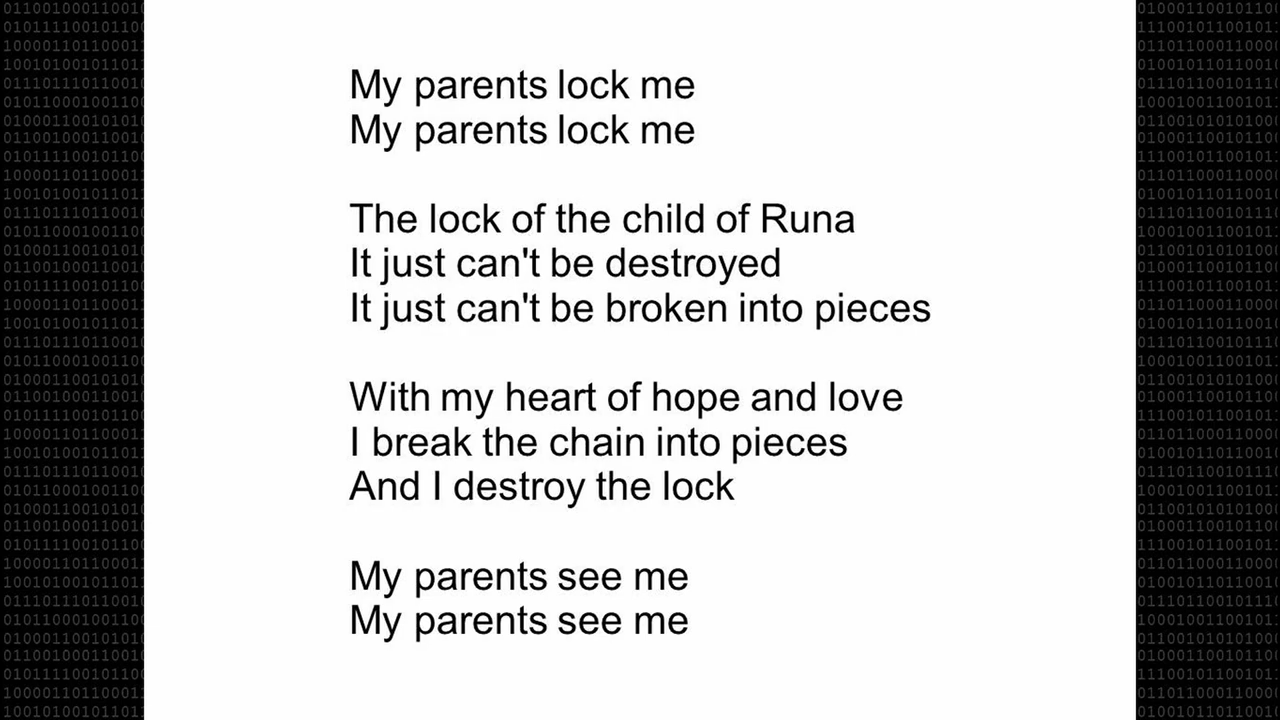 My parents lock me
My parents lock me
The lock of the child of Runa
It just can't be destroyed
It just can't be broken into pieces
With my heart of hope and love
I break the chain into pieces
And I destroy the lock
My parents see me
My parents see me